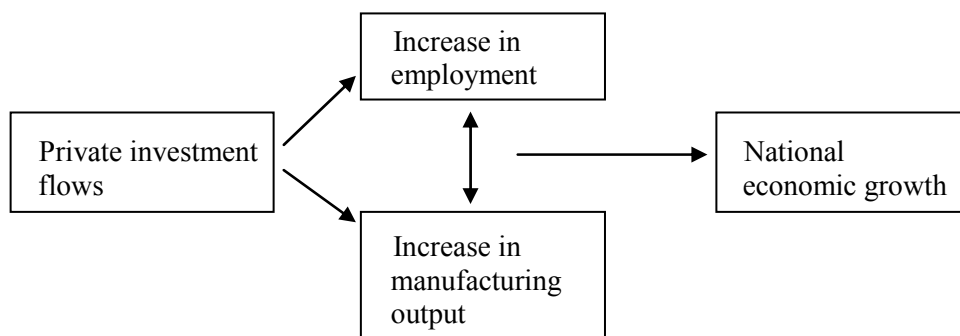 Increase in
employment
Private investment
flows
National
economic growth
Increase in
manufacturing
output